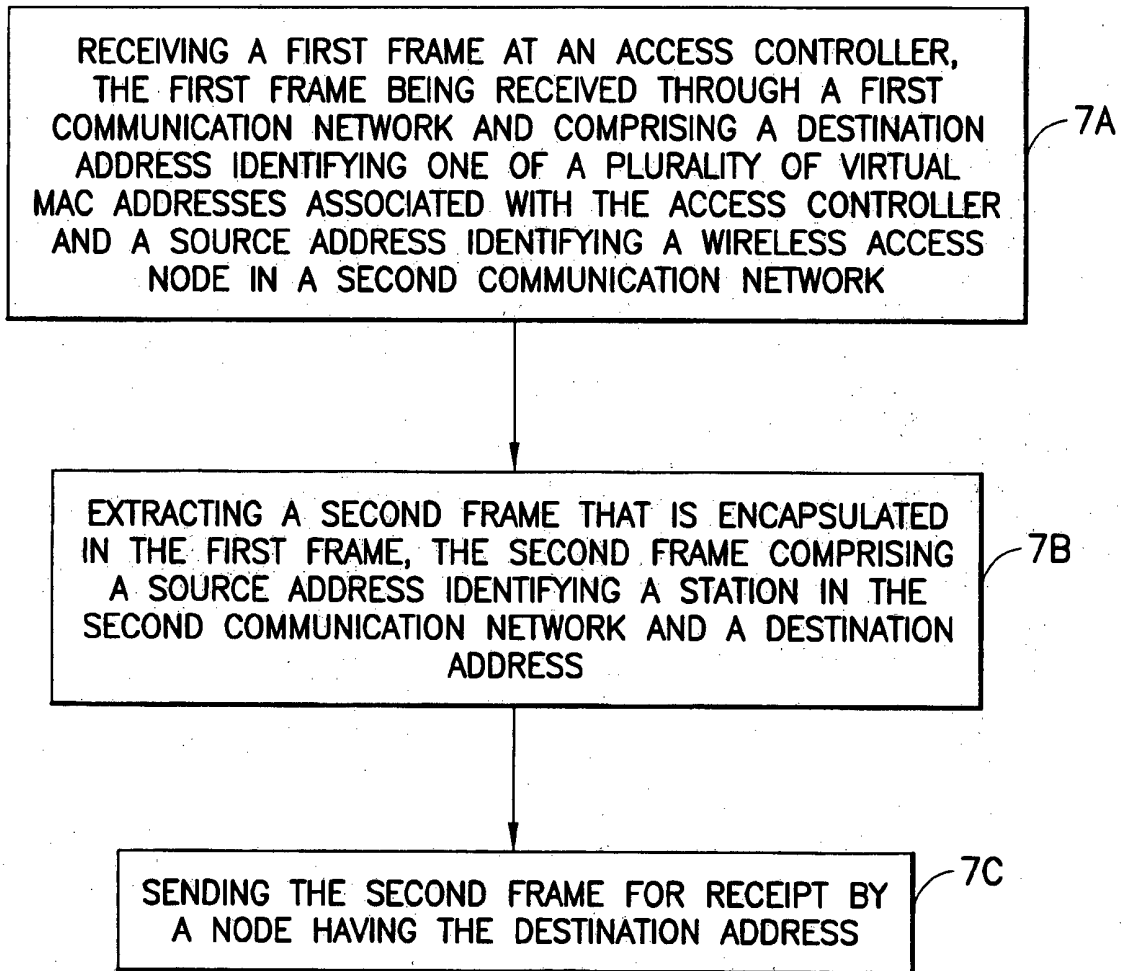 RECEIVING A FIRST FRAME AT AN ACCESS CONTROLLER,
THE FIRST FRAME BEING RECEIVED THROUGH A FIRST
COMMUNICATION NETWORK AND COMPRISING A DESTINATION
ADDRESS IDENTIFYING ONE OF A PLURALITY OF VIRTUAL
MAC ADDRESSES ASSOCIATED WITH THE ACCESS CONTROLLER
AND A SOURCE ADDRESS IDENTIFYING A WIRELESS ACCESS
NODE IN A SECOND COMMUNICATION NETWORK
7A
EXTRACTING A SECOND FRAME THAT IS ENCAPSULATED
IN THE FIRST FRAME, THE SECOND FRAME COMPRISING
A SOURCE ADDRESS IDENTIFYING A STATION IN THE
SECOND COMMUNICATION NETWORK AND A DESTINATION
ADDRESS
7B
SENDING THE SECOND FRAME FOR RECEIPT BY
A NODE HAVING THE DESTINATION ADDRESS
7C